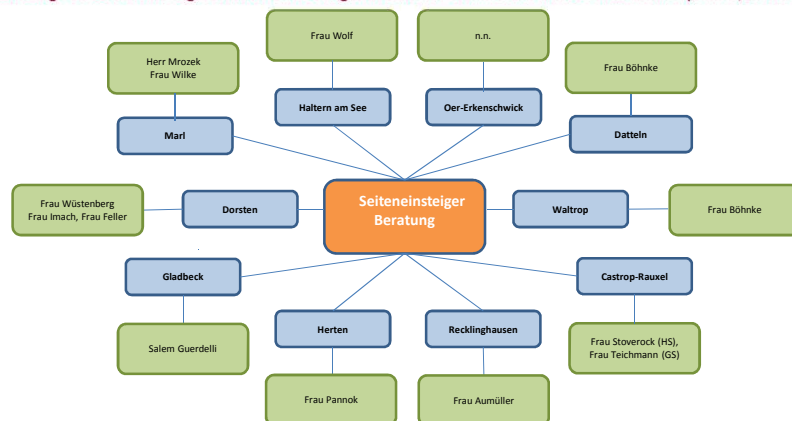 Frau Wolf
n.n.
Herr Mrozek
Frau Wilke
Frau Böhnke
Haltern am See
Oer-Erkenschwick
Marl
Datteln
Frau Wüstenberg
Frau Imach, Frau Feller
Dorsten
Seiteneinsteiger
Beratung
Waltrop
Frau Böhnke
Gladbeck
Castrop-Rauxel
Herten
Recklinghausen
Salem Guerdelli
Frau Stoverock (HS),
Frau Teichmann (GS)
Frau Pannok
Frau Aumüller